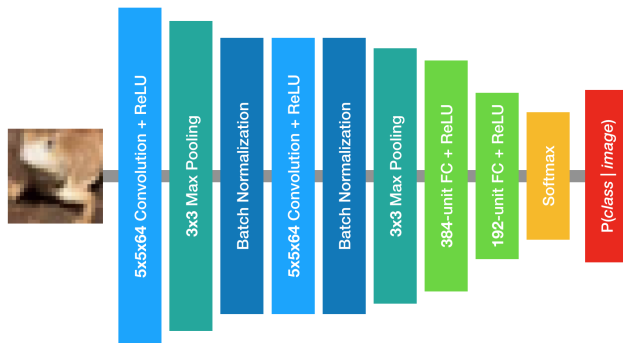 5x5x64 Convolution + ReLU
3x3 Max Pooling
Batch Normalization
5x5x64 Convolution + ReLU
Batch Normalization
3x3 Max Pooling
384-unit FC + ReLU
192-unit FC + ReLU
Softmax
P(class | image)